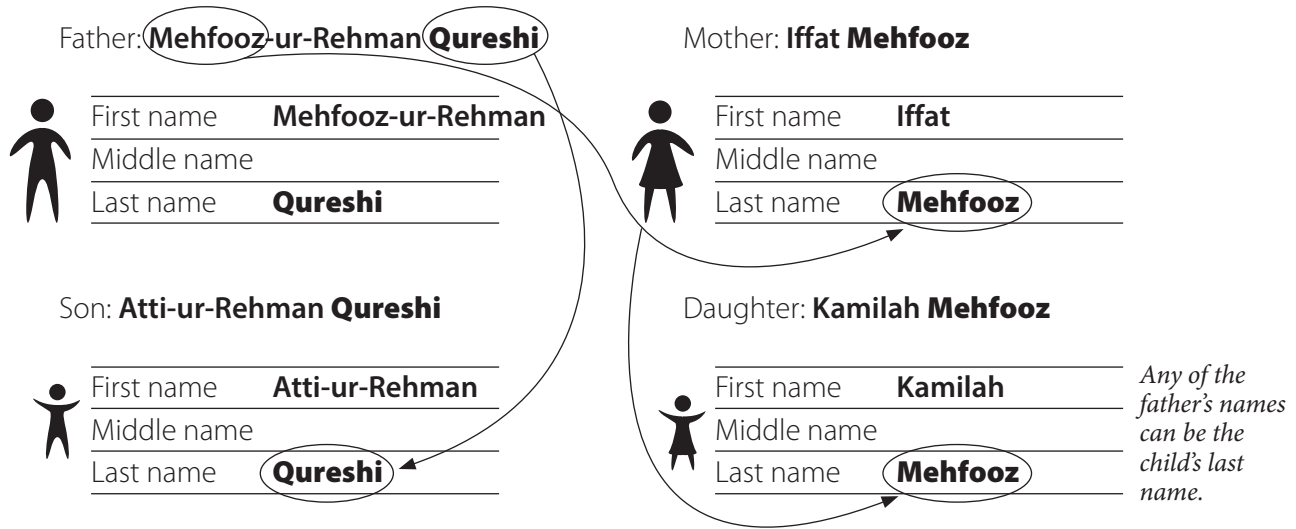 Father: Mehfooz-ur-Rehman Qureshi
First name Mehfooz-ur-Rehman
Middle name
Last name Qureshi
Mother: Iffat Mehfooz
First name Iffat
Middle name
Last name Mehfooz
Son: Atti-ur-Rehman Qureshi
First name Atti-ur-Rehman
Middle name
Last name Qureshi
Daughter: Kamilah Mehfooz
First name Kamilah
Middle name
Last name Mehfooz
Any of the
father's names
can be the
child's last
name.